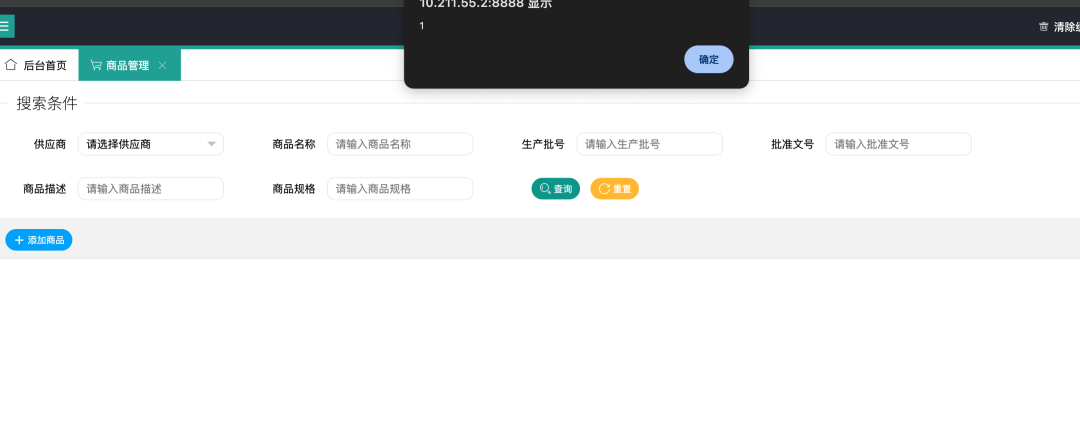 10.211.55.2:8888 显示
1
确定
清除
后台首页
商品管理
搜索条件
供应商 请选择供应商 商品名称 请输入商品名称 生产批号 请输入生产批号 批准文号 请输入批准文号
商品描述 请输入商品描述 商品规格 请输入商品规格 查询 重置
添加商品